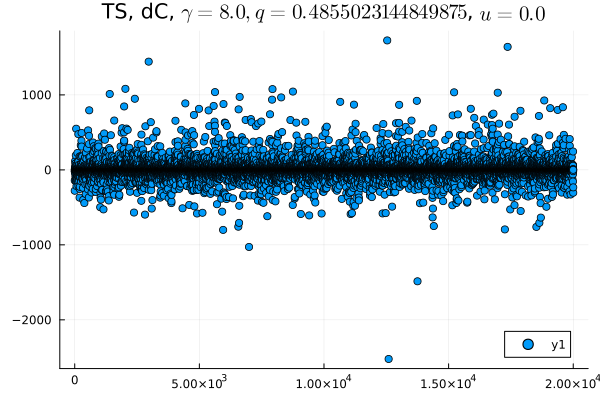 TS, dC, γ = 8.0, q = 0.4855023144849875, u = 0.0
1000
0
−1000
−2000
y1
0 5.00×10³ 1.00×10⁴ 1.50×10⁴ 2.00×10⁴